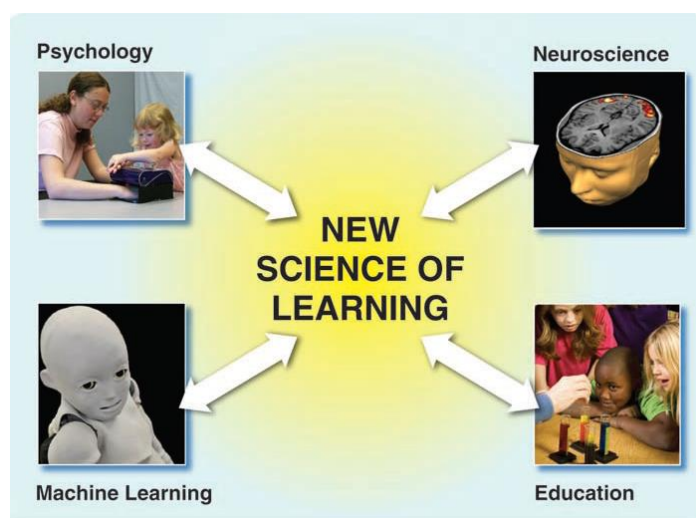 Psychology
Neuroscience
NEW
SCIENCE OF
LEARNING
Machine Learning
Education